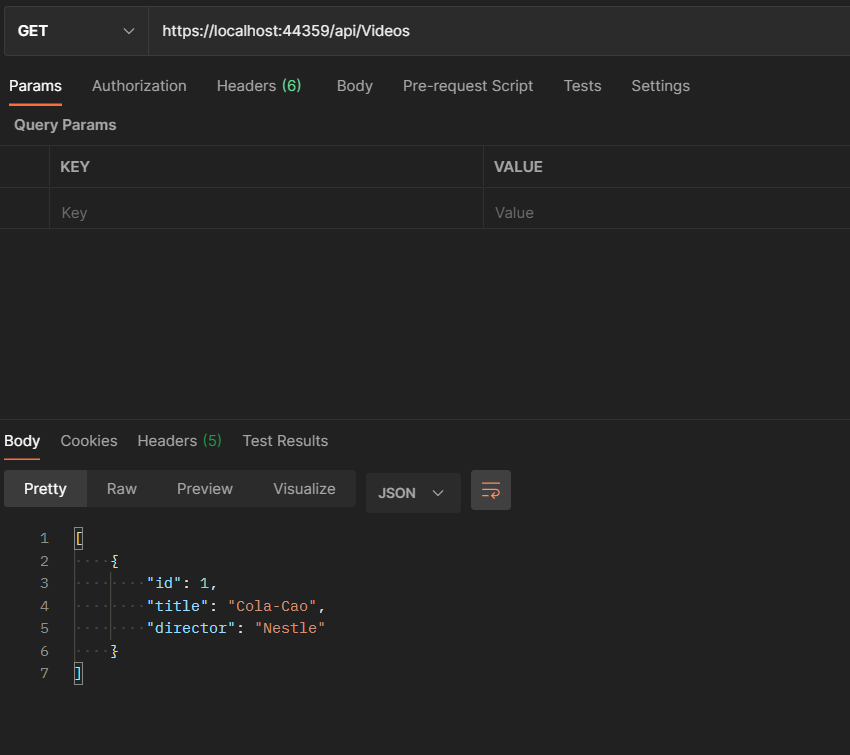 GET https://localhost:44359/api/Videos
Params Authorization Headers (6) Body Pre-request Script Tests Settings
Query Params
KEY VALUE
Key Value
Body Cookies Headers (5) Test Results
Pretty Raw Preview Visualize JSON
1 [
2 {
3 "id": 1,
4 "title": "Cola-Cao",
5 "director": "Nestle"
6 }
7 ]